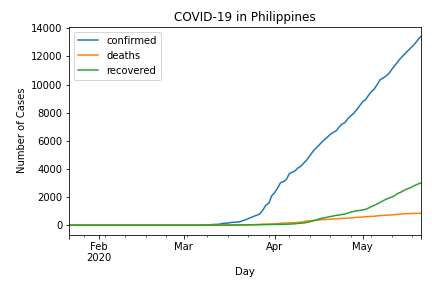 COVID-19 in Philippines
confirmed
deaths
recovered
Number of Cases
14000
12000
10000
8000
6000
4000
2000
0
Feb
2020
Mar
Apr
May
Day